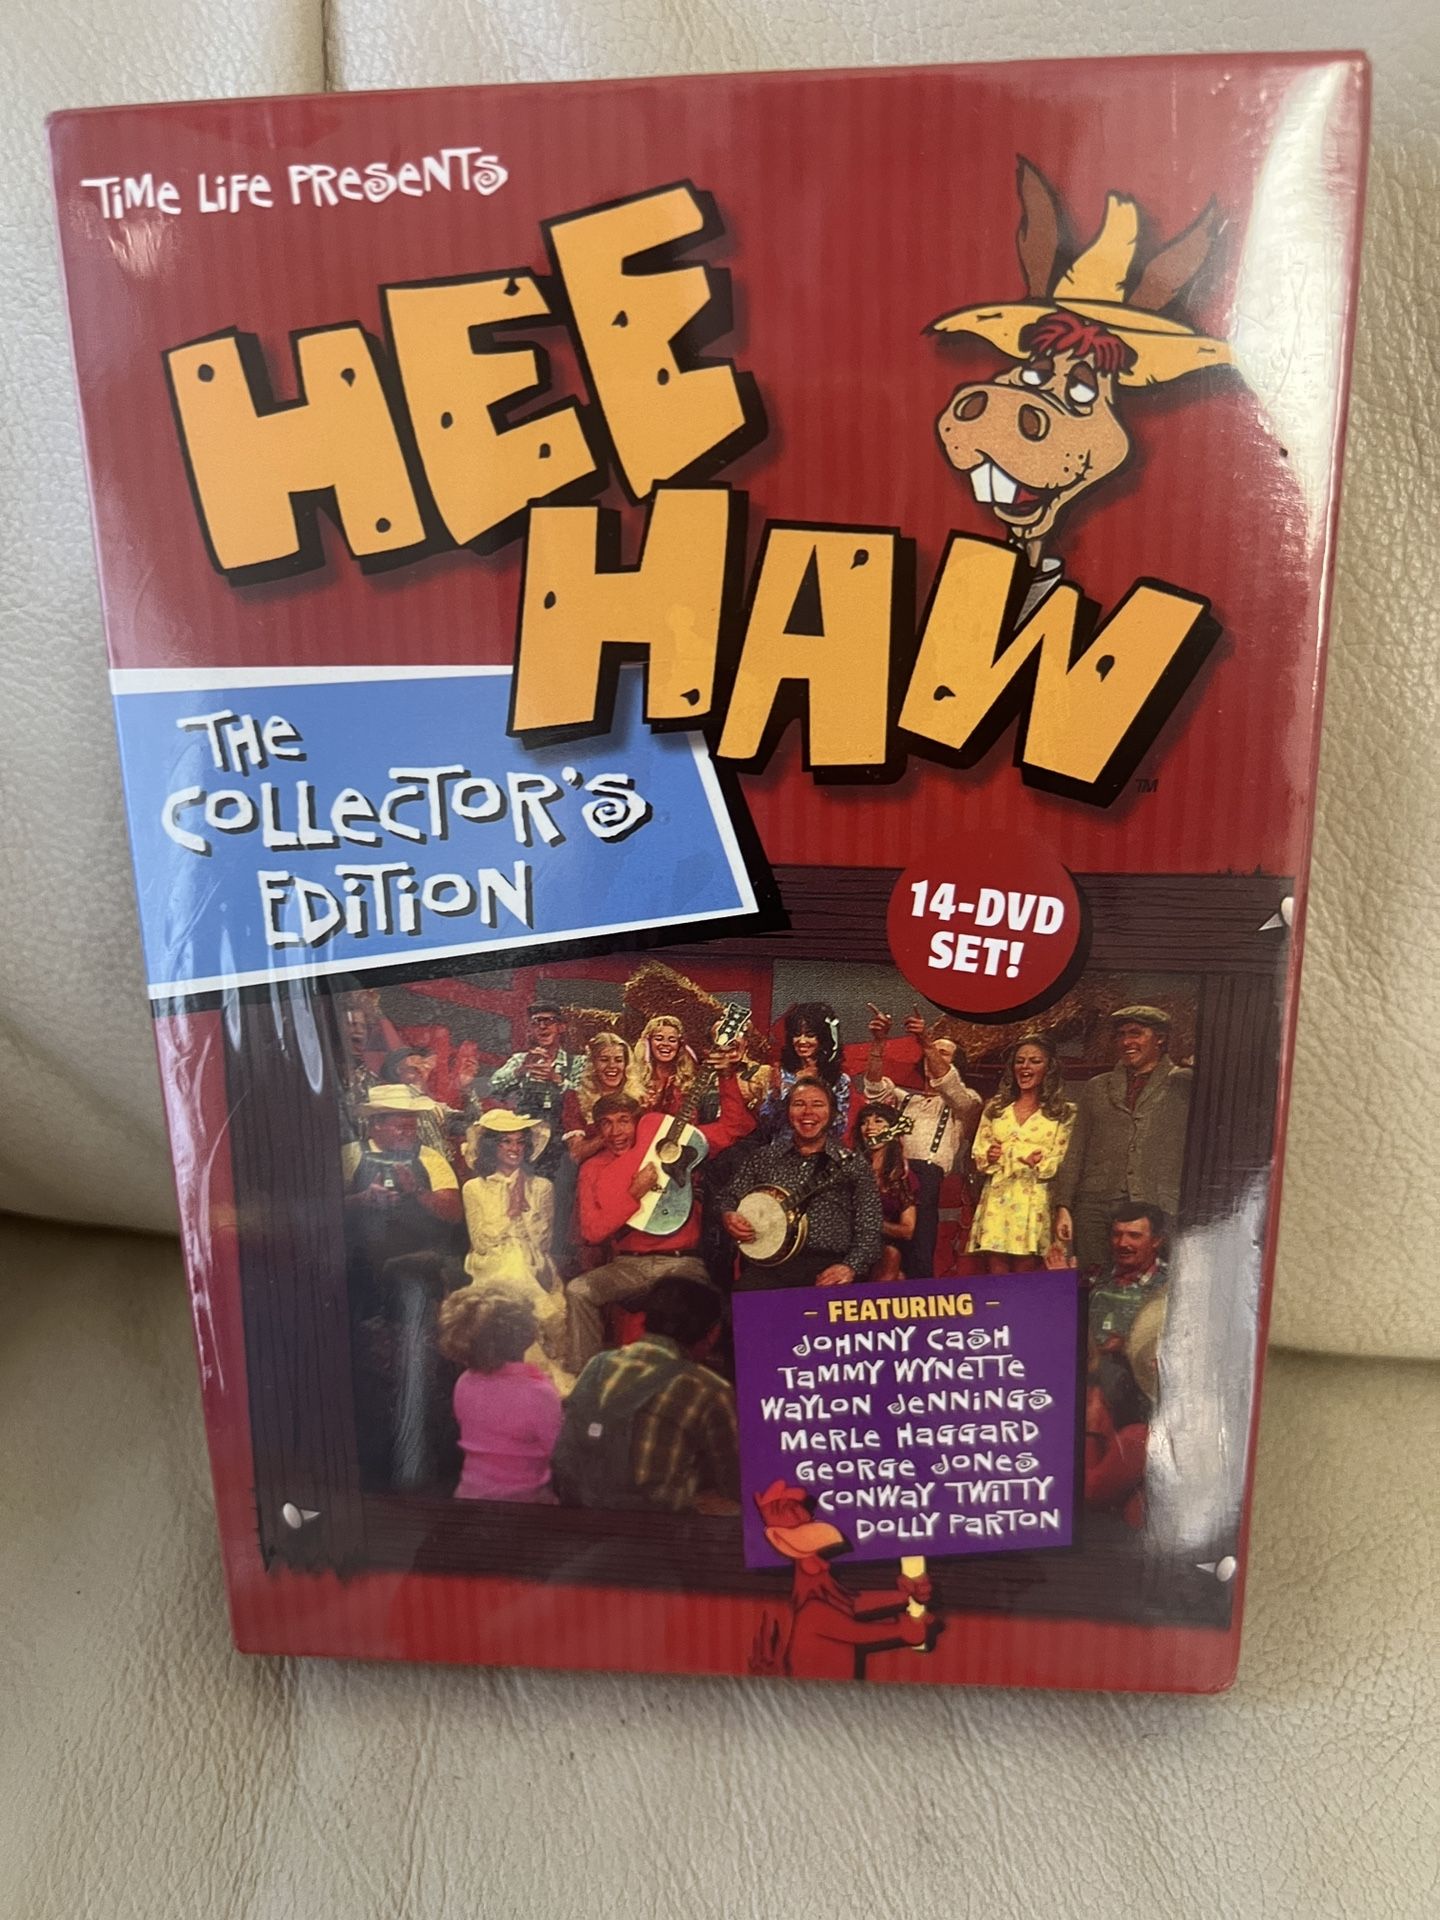 TIME LIFE PRESENTS
HEE
HAW
TM
THE
COLLECTOR'S
EDITION
14-DVD
SET!
- FEATURING -
JOHNNY CASH
TAMMY WYNETTE
WAYLON JENNINGS
MERLE HAGGARD
GEORGE JONES
CONWAY TWITTY
DOLLY PARTON